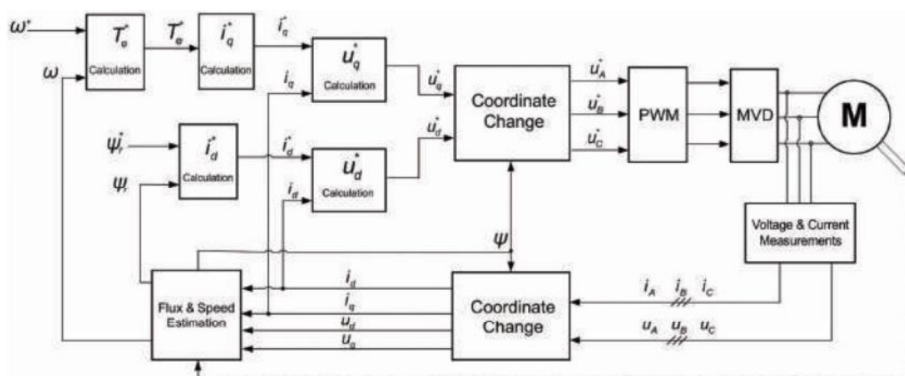 ω*
T*e
Calculation
T*e
i*q
Calculation
i*q
u*q
Calculation
u*q
ω
iq
Coordinate
Change
u*A
u*B
u*C
PWM
MVD
M
ψ*r
i*d
Calculation
i*d
u*d
Calculation
u*d
ψr
id
Voltage & Current
Measurements
ψ
Flux & Speed
Estimation
id
iq
ud
uq
Coordinate
Change
iA iB iC
uA uB uC